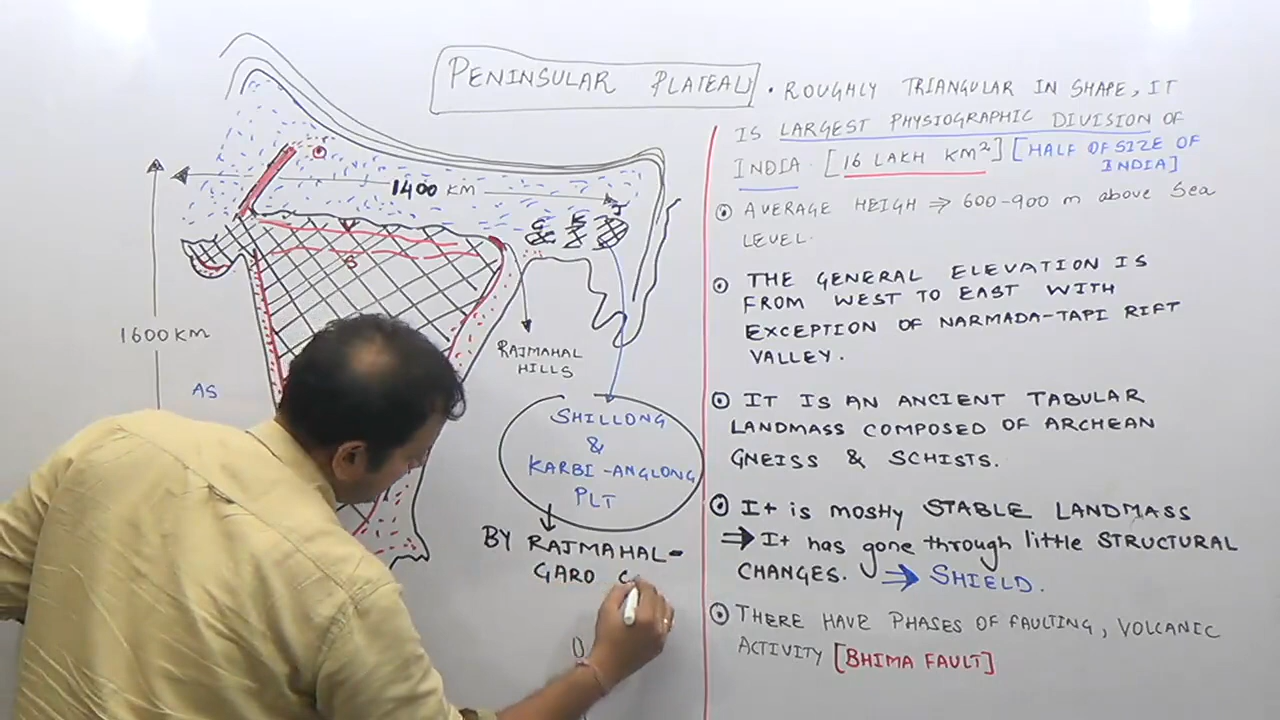 PENINSULAR PLATEAU
• ROUGHLY TRIANGULAR IN SHAPE, IT
IS LARGEST PHYSIOGRAPHIC DIVISION OF
INDIA. [16 LAKH KM²] [HALF OF SIZE OF
INDIA]
AVERAGE HEIGH ⇒ 600-900 m above Sea
LEVEL.
THE GENERAL ELEVATION IS
FROM WEST TO EAST WITH
EXCEPTION OF NARMADA-TAPI RIFT
VALLEY.
IT IS AN ANCIENT TABULAR
LANDMASS COMPOSED OF ARCHEAN
GNEISS & SCHISTS.
It is mostly STABLE LANDMASS
⇒ It has gone through little STRUCTURAL
CHANGES. → SHIELD.
THERE HAVE PHASES OF FAULTING, VOLCANIC
ACTIVITY [BHIMA FAULT]
1400 KM
G K J
V
S
1600 KM
AS
RAJMAHAL
HILLS
SHILLONG
&
KARBI-ANGLONG
PLT
BY RAJMAHAL-
GARO G